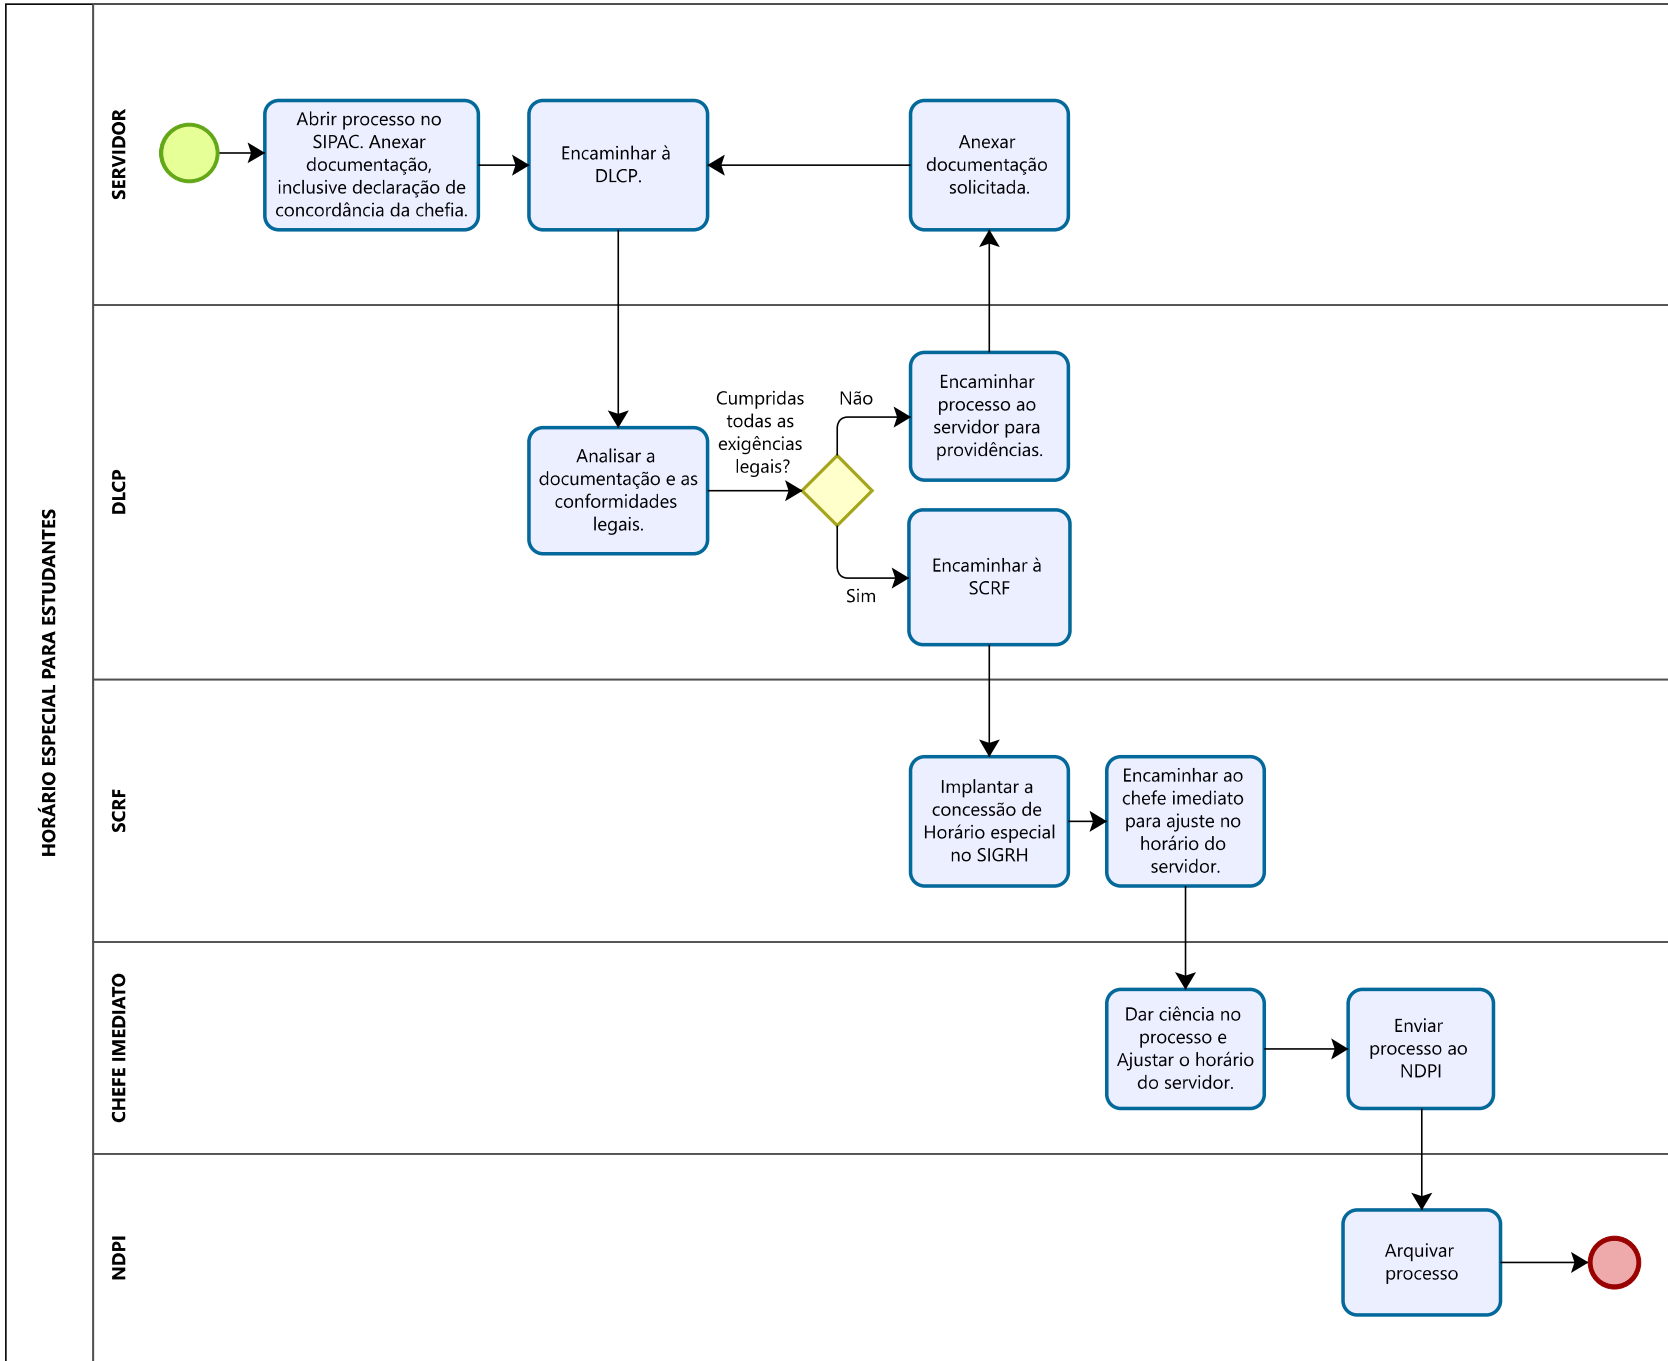 HORÁRIO ESPECIAL PARA ESTUDANTES
SERVIDOR
Abrir processo no
SIPAC. Anexar
documentação,
inclusive declaração de
concordância da chefia.
Encaminhar à
DLCP.
Anexar
documentação
solicitada.
DLCP
Analisar a
documentação e as
conformidades
legais.
Cumpridas
todas as
exigências
legais?
Não
Encaminhar
processo ao
servidor para
providências.
Sim
Encaminhar à
SCRF
SCRF
Implantar a
concessão de
Horário especial
no SIGRH
Encaminhar ao
chefe imediato
para ajuste no
horário do
servidor.
CHEFE IMEDIATO
Dar ciência no
processo e
Ajustar o horário
do servidor.
Enviar
processo ao
NDPI
NDPI
Arquivar
processo